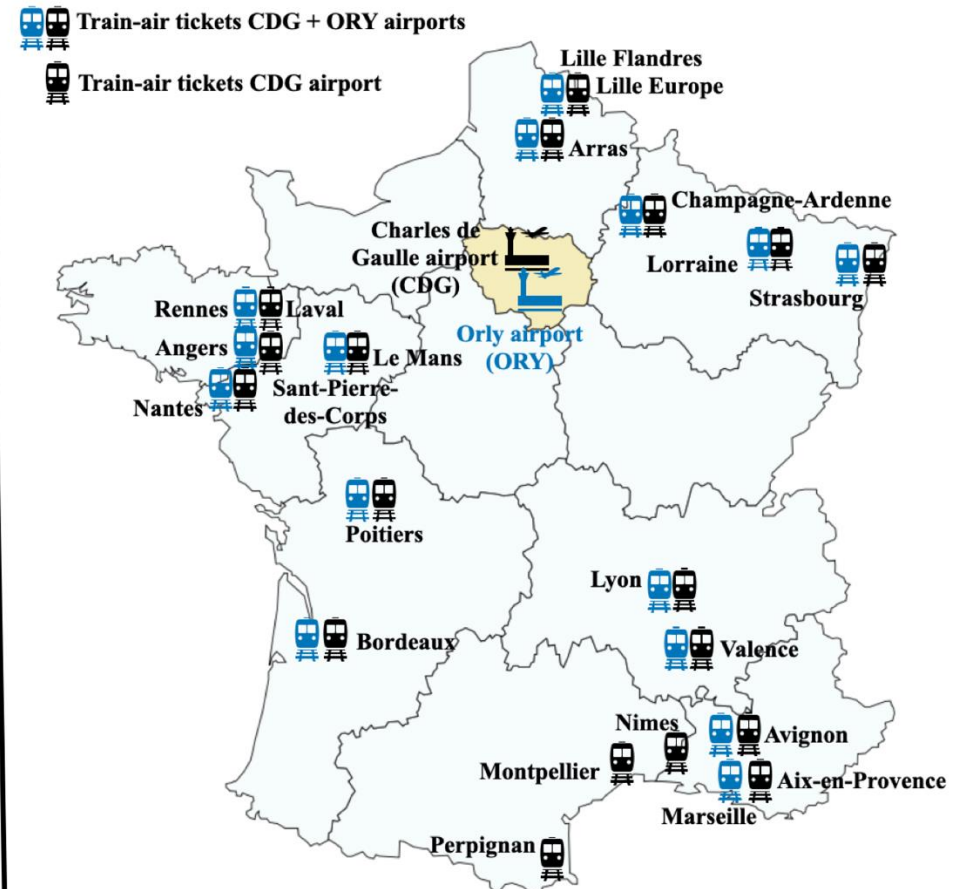 Train-air tickets CDG + ORY airports
Train-air tickets CDG airport
Lille Flandres
Lille Europe
Arras
Champagne-Ardenne
Charles de
Gaulle airport
(CDG)
Lorraine
Strasbourg
Rennes
Laval
Orly airport
(ORY)
Angers
Le Mans
Sant-Pierre-
des-Corps
Nantes
Poitiers
Lyon
Bordeaux
Valence
Nimes
Avignon
Montpellier
Aix-en-Provence
Marseille
Perpignan